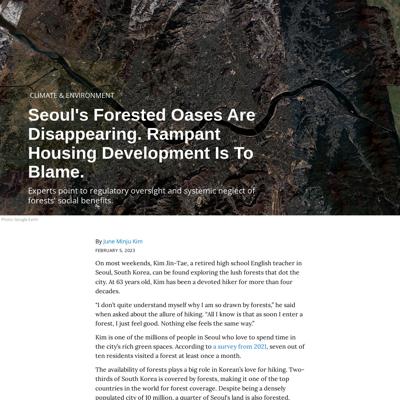 CLIMATE & ENVIRONMENT
Seoul's Forested Oases Are
Disappearing. Rampant
Housing Development Is To
Blame.
Experts point to regulatory oversight and systemic neglect of
forests' social benefits.
Photo: Google Earth
By June Minju Kim
FEBRUARY 5, 2023
On most weekends, Kim Jin-Tae, a retired high school English teacher in
Seoul, South Korea, can be found exploring the lush forests that dot the
city. At 63 years old, Kim has been a devoted hiker for more than four
decades.
"I don't quite understand myself why I am so drawn by forests," he said
when asked about the allure of hiking. "All I know is that as soon I enter a
forest, I just feel good. Nothing else feels the same way."
Kim is one of the millions of people in Seoul who love to spend time in
the city's rich green spaces. According to a survey from 2021, seven out of
ten residents visited a forest at least once a month.
The availability of forests plays a big role in Korean's love for hiking. Two-
thirds of South Korea is covered by forests, making it one of the top
countries in the world for forest coverage. Despite being a densely
populated city of 10 million, a quarter of Seoul's land is also forested.